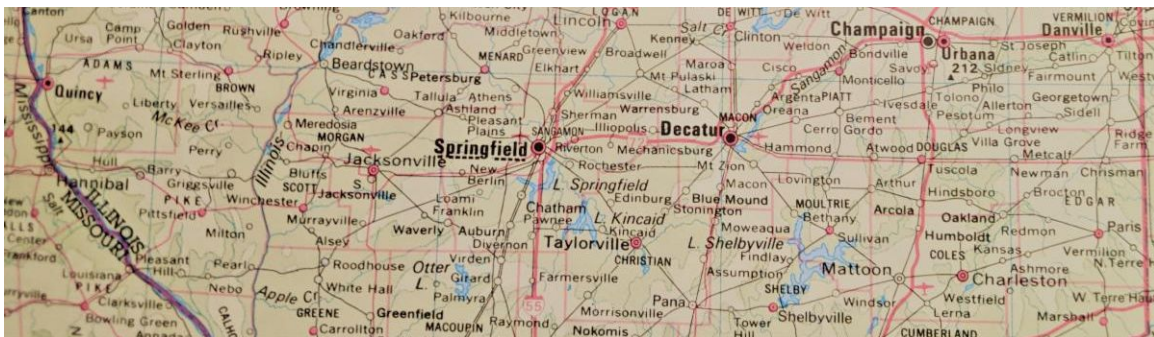 LOGAN
DE WITT
VERMILION
Canton
Camp Point
Golden
Rushville
Kilbourne
Middletown
Lincoln
Salt Cr
De Witt
Champaign
CHAMPAIGN
Danville
Ursa
Clayton
Ripley
Chandlerville
Oakford
Greenview
Broadwell
Kenney
Clinton
Weldon
Bondville
Urbana
St Joseph
Catlin
Tilton
ADAMS
Mt Sterling
Beardstown
CASS
Petersburg
MENARD
Elkhart
Mt Pulaski
Maroa
Cisco
Sangamon
Monticello
Savoy
212
Sidney
Fairmount
Quincy
BROWN
Virginia
Tallula
Athens
Williamsville
Latham
Argenta
PIATT
Philo
Mississippi
Liberty
Versailles
Arenzville
Ashland
Sherman
Warrensburg
Oreana
Ivesdale
Tolono
Allerton
Georgetown
144
Payson
McKee Cr
Meredosia
Pleasant Plains
SANGAMON
Illiopolis
Decatur
MACON
Bement
Pesotum
Sidell
Perry
MORGAN
Springfield
Riverton
72
Mechanicsburg
Cerro Gordo
Longview
Villa Grove
Ridge Farm
Hull
Chapin
Jacksonville
Rochester
Mt Zion
Hammond
Atwood
DOUGLAS
Metcalf
Hannibal
Barry
Griggsville
Illinois
Bluffs
SCOTT
S. Jacksonville
New Berlin
L. Springfield
Macon
Lovington
Tuscola
Newman
Chrisman
Salt
ILLINOIS
MISSOURI
PIKE
Pittsfield
Winchester
Loami
Chatham
Edinburg
Blue Mound
MOULTRIE
Arthur
Hindsboro
Brocton
EDGAR
Murrayville
Franklin
Pawnee
L. Kincaid
Stonington
Bethany
Arcola
Oakland
Center
Milton
Alsey
Waverly
Auburn
Kincaid
Moweaqua
Humboldt
Redmon
Paris
Frankford
Pleasant Hill
Divernon
Taylorville
L. Shelbyville
Sullivan
Kansas
Louisiana
Pearl
Roodhouse
Otter L.
Virden
CHRISTIAN
Findlay
COLES
Vermilion
PIKE
Nebo
White Hall
Girard
Farmersville
Assumption
Mattoon
Ashmore
Charleston
Clarksville
Apple Cr
Palmyra
SHELBY
Bowling Green
GREENE
Greenfield
55
Morrisonville
Pana
Windsor
Westfield
Carrollton
MACOUPIN
Raymond
Nokomis
Tower Hill
Shelbyville
Lerna
Marshall
CUMBERLAND